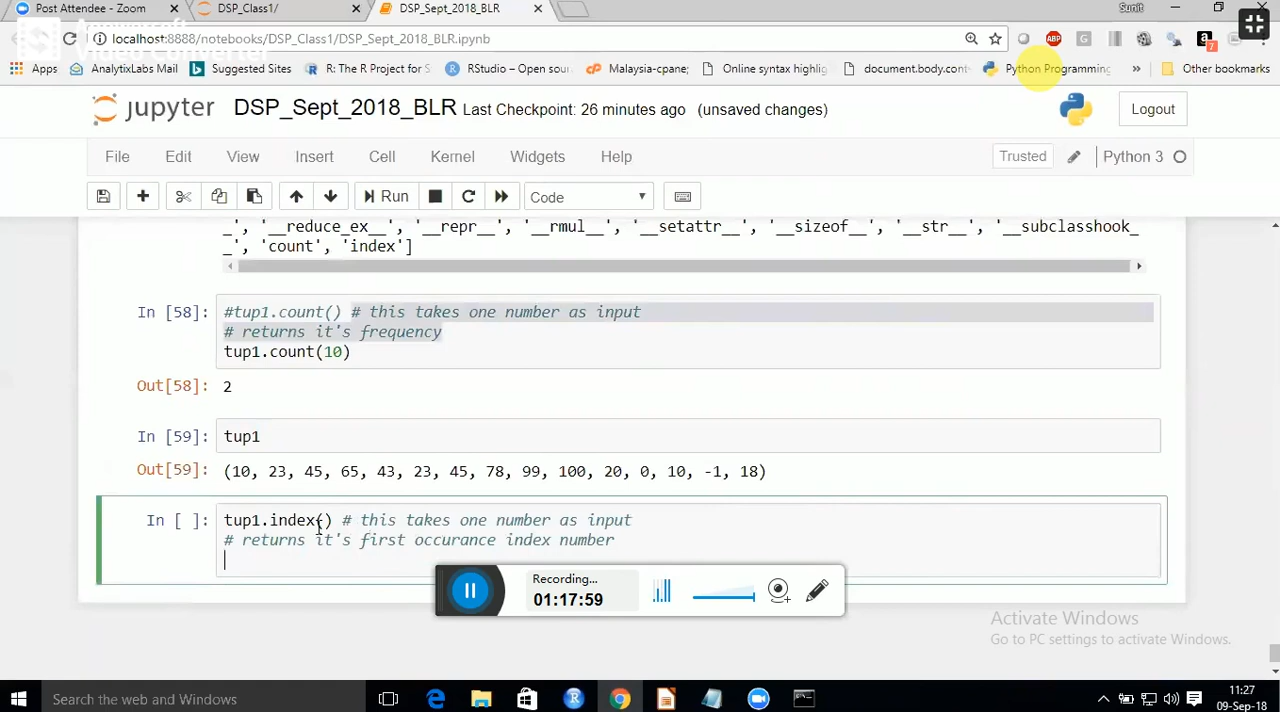 Post Attendee - Zoom
DSP_Class1/
DSP_Sept_2018_BLR
Sunit
localhost:8888/notebooks/DSP_Class1/DSP_Sept_2018_BLR.ipynb
Video Converter
Apps
AnalytixLabs Mail
Suggested Sites
R: The R Project for S
RStudio – Open sour
Malaysia-cpane
Online syntax highlig
document.body.cont
Python Programming
»
Other bookmarks
jupyter
DSP_Sept_2018_BLR Last Checkpoint: 26 minutes ago (unsaved changes)
Logout
File Edit View Insert Cell Kernel Widgets Help
Trusted
Python 3
Run
Code
_', '__reduce_ex__', '__repr__', '__rmul__', '__setattr__', '__sizeof__', '__str__', '__subclasshook_
_', 'count', 'index']
In [58]: #tup1.count() # this takes one number as input
# returns it's frequency
tup1.count(10)
Out[58]: 2
In [59]: tup1
Out[59]: (10, 23, 45, 65, 43, 23, 45, 78, 99, 100, 20, 0, 10, -1, 18)
In [ ]: tup1.index() # this takes one number as input
# returns it's first occurance index number
Recording...
01:17:59
Activate Windows
Go to PC settings to activate Windows.
Search the web and Windows
11:27
09-Sep-18